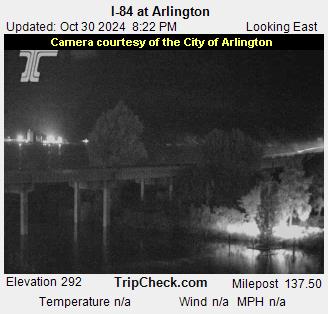 I-84 at Arlington
Updated: Oct 30 2024 8:22 PM Looking East
Camera courtesy of the City of Arlington
Elevation 292 TripCheck.com Milepost 137.50
Temperature n/a Wind n/a MPH n/a